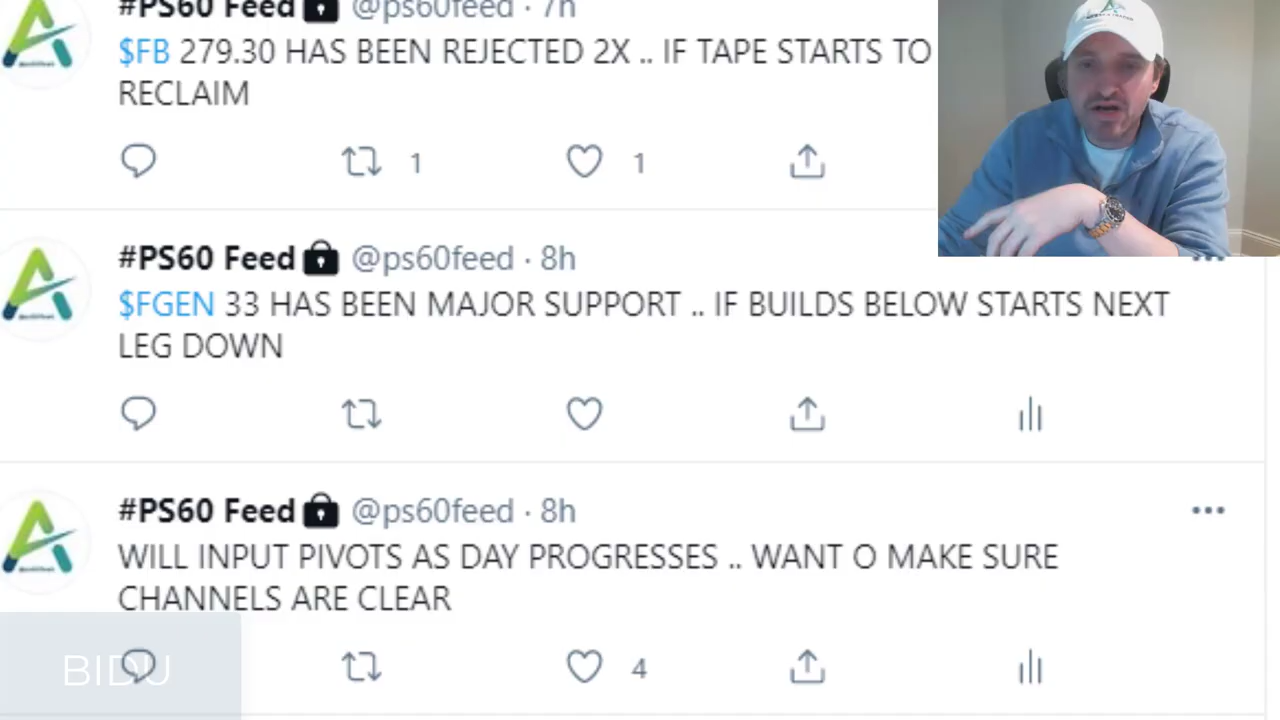 #PS60 Feed @ps60feed · 7h
$FB 279.30 HAS BEEN REJECTED 2X .. IF TAPE STARTS TO
RECLAIM
1 1
#PS60 Feed @ps60feed · 8h
$FGEN 33 HAS BEEN MAJOR SUPPORT .. IF BUILDS BELOW STARTS NEXT
LEG DOWN
#PS60 Feed @ps60feed · 8h
WILL INPUT PIVOTS AS DAY PROGRESSES .. WANT O MAKE SURE
CHANNELS ARE CLEAR
4
BIDU